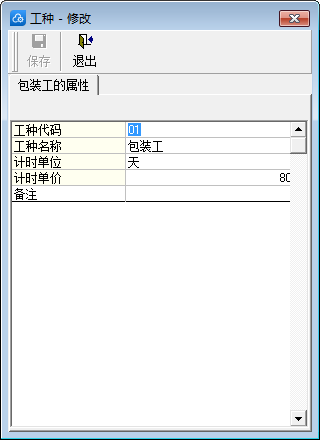 工种 - 修改
保存 退出
包装工的属性
工种代码 01
工种名称 包装工
计时单位 天
计时单价 80
备注